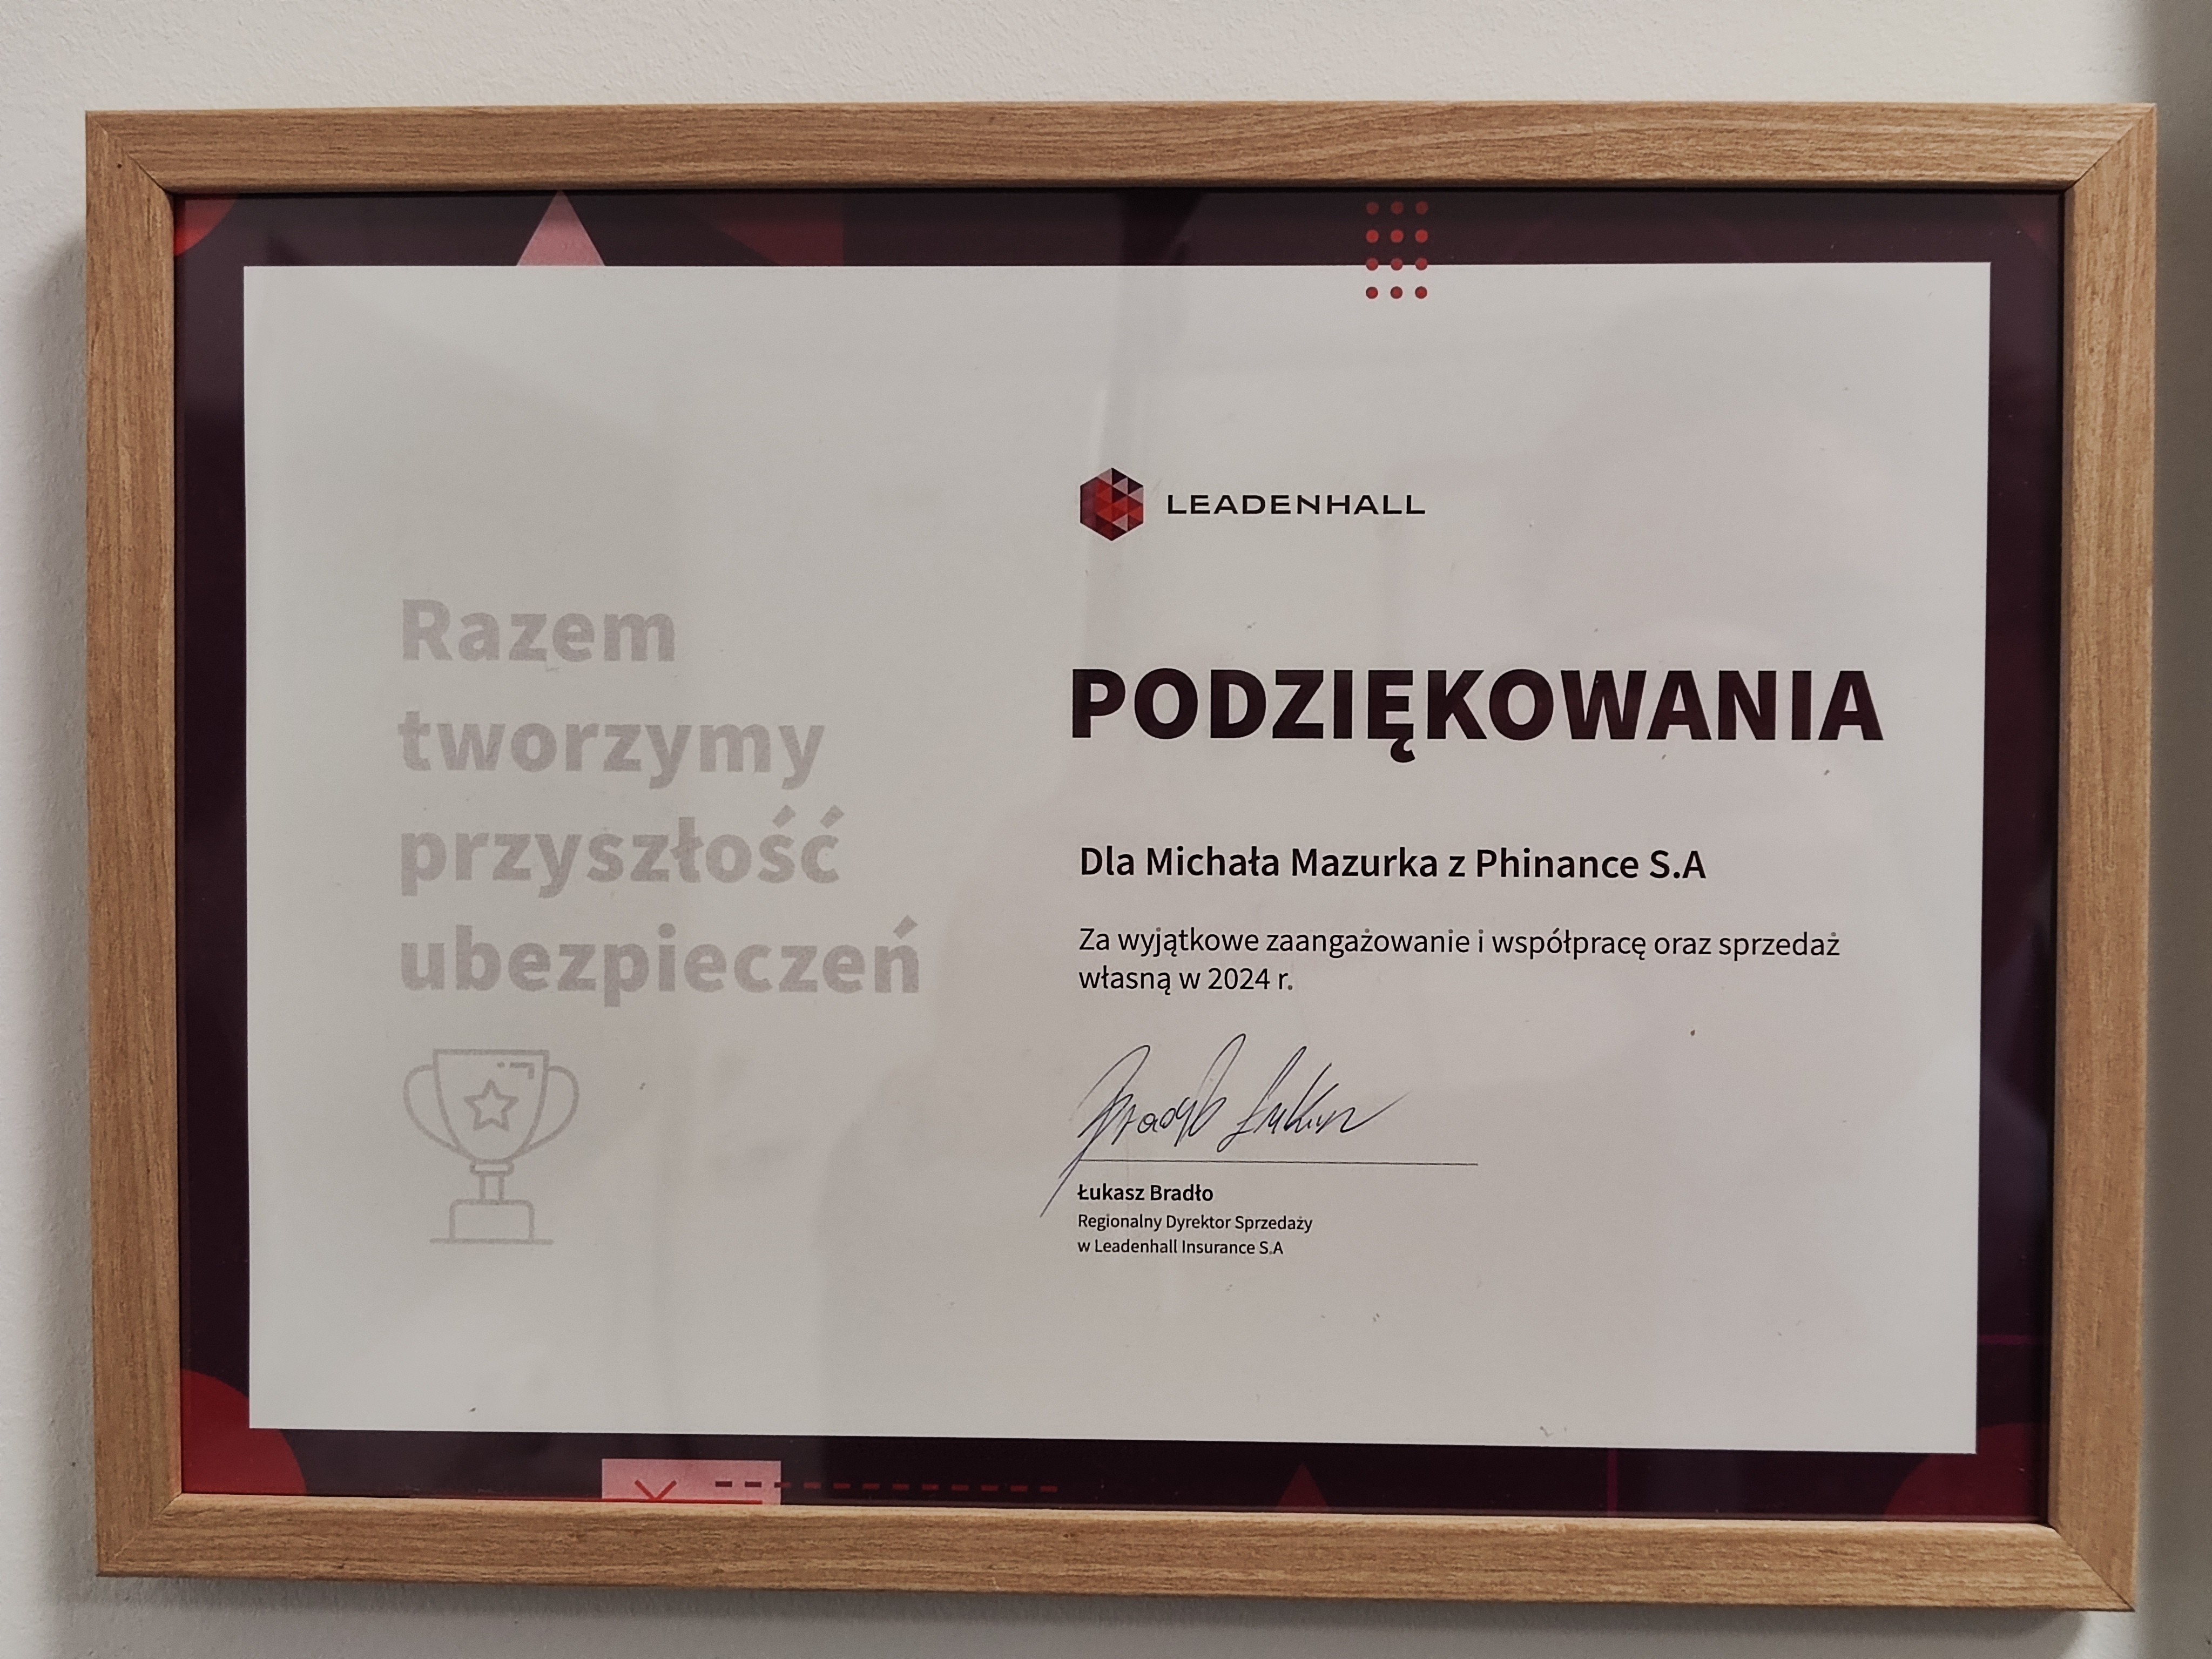 Razem
tworzymy
przyszłość
ubezpieczeń
LEADENHALL
PODZIĘKOWANIA
Dla Michała Mazurka z Phinance S.A
Za wyjątkowe zaangażowanie i współpracę oraz sprzedaż
własną w 2024 r.
Łukasz Bradło
Regionalny Dyrektor Sprzedaży
w Leadenhall Insurance S.A